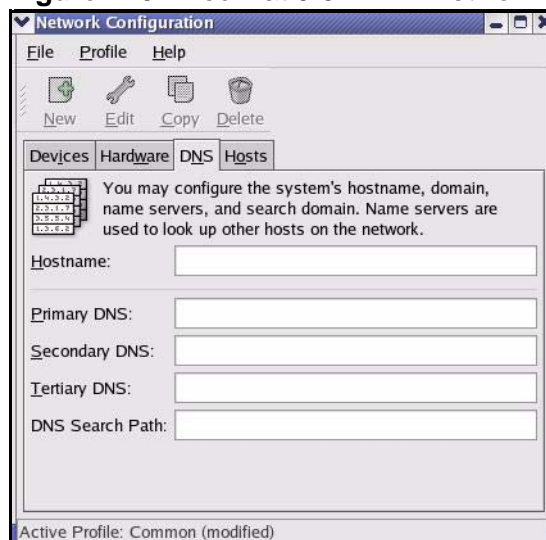 Network Configuration
File Profile Help
New Edit Copy Delete
Devices Hardware DNS Hosts
You may configure the system's hostname, domain,
name servers, and search domain. Name servers are
used to look up other hosts on the network.
Hostname:
Primary DNS:
Secondary DNS:
Tertiary DNS:
DNS Search Path:
Active Profile: Common (modified)